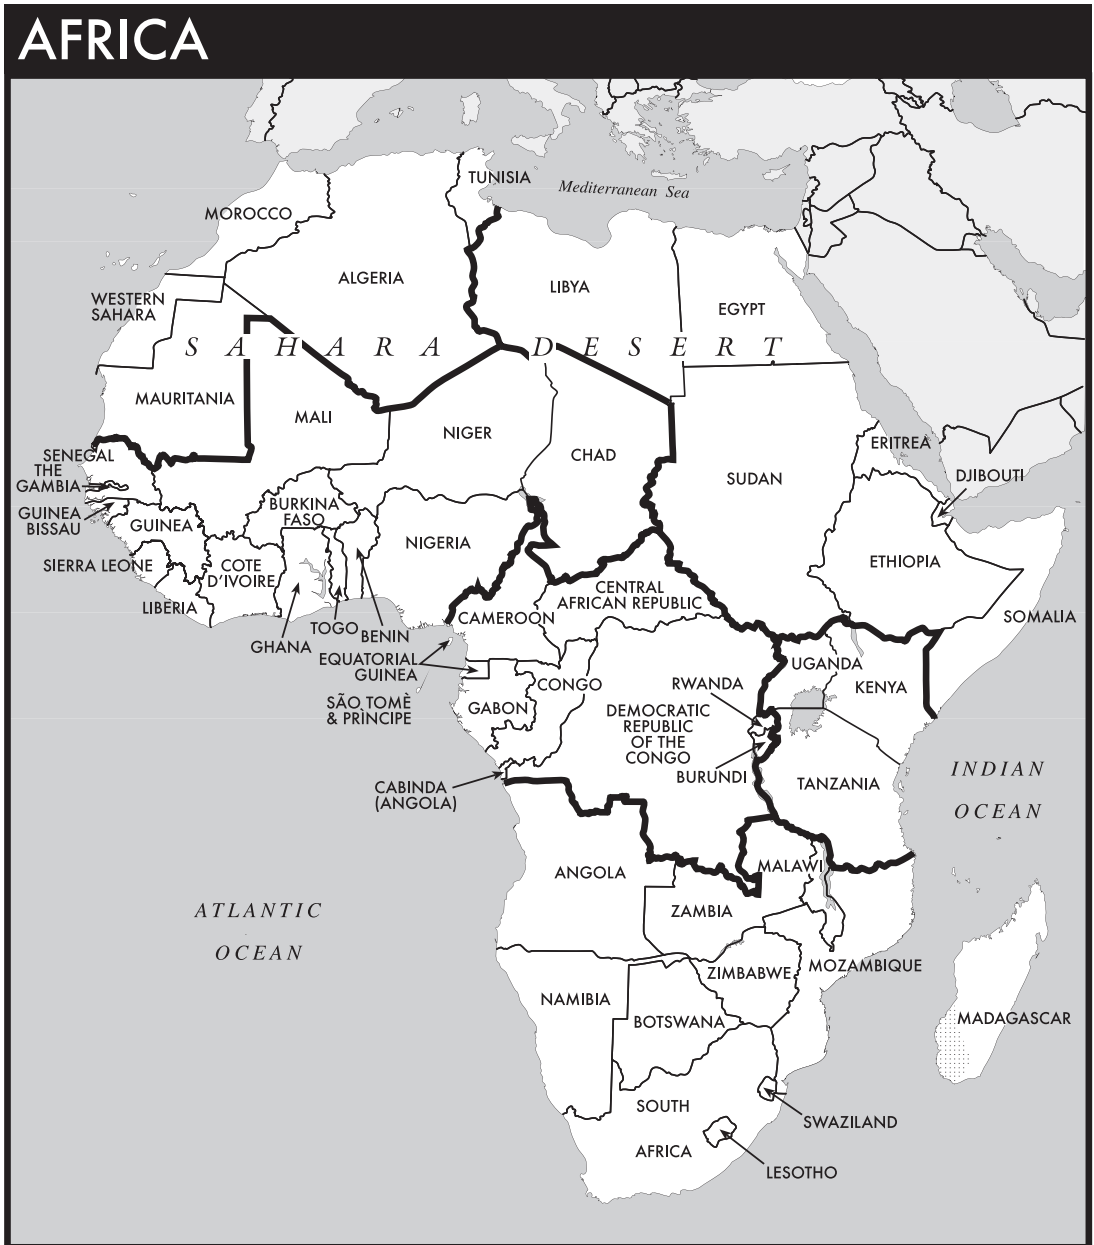 AFRICA
TUNISIA
Mediterranean Sea
MOROCCO
ALGERIA
LIBYA
EGYPT
WESTERN
SAHARA
SAHARA DESERT
MAURITANIA
MALI
NIGER
CHAD
SUDAN
ERITREA
DJIBOUTI
SENEGAL
THE
GAMBIA
GUINEA
BISSAU
GUINEA
BURKINA
FASO
NIGERIA
ETHIOPIA
SIERRA LEONE
COTE
D'IVOIRE
LIBERIA
CENTRAL
AFRICAN REPUBLIC
SOMALIA
CAMEROON
GHANA
TOGO
BENIN
EQUATORIAL
GUINEA
SÃO TOMÈ
& PRÌNCIPE
GABON
CONGO
UGANDA
KENYA
RWANDA
DEMOCRATIC
REPUBLIC
OF THE
CONGO
BURUNDI
TANZANIA
CABINDA
(ANGOLA)
INDIAN
OCEAN
ANGOLA
MALAWI
ZAMBIA
ATLANTIC
OCEAN
MOZAMBIQUE
ZIMBABWE
NAMIBIA
BOTSWANA
MADAGASCAR
SOUTH
AFRICA
SWAZILAND
LESOTHO